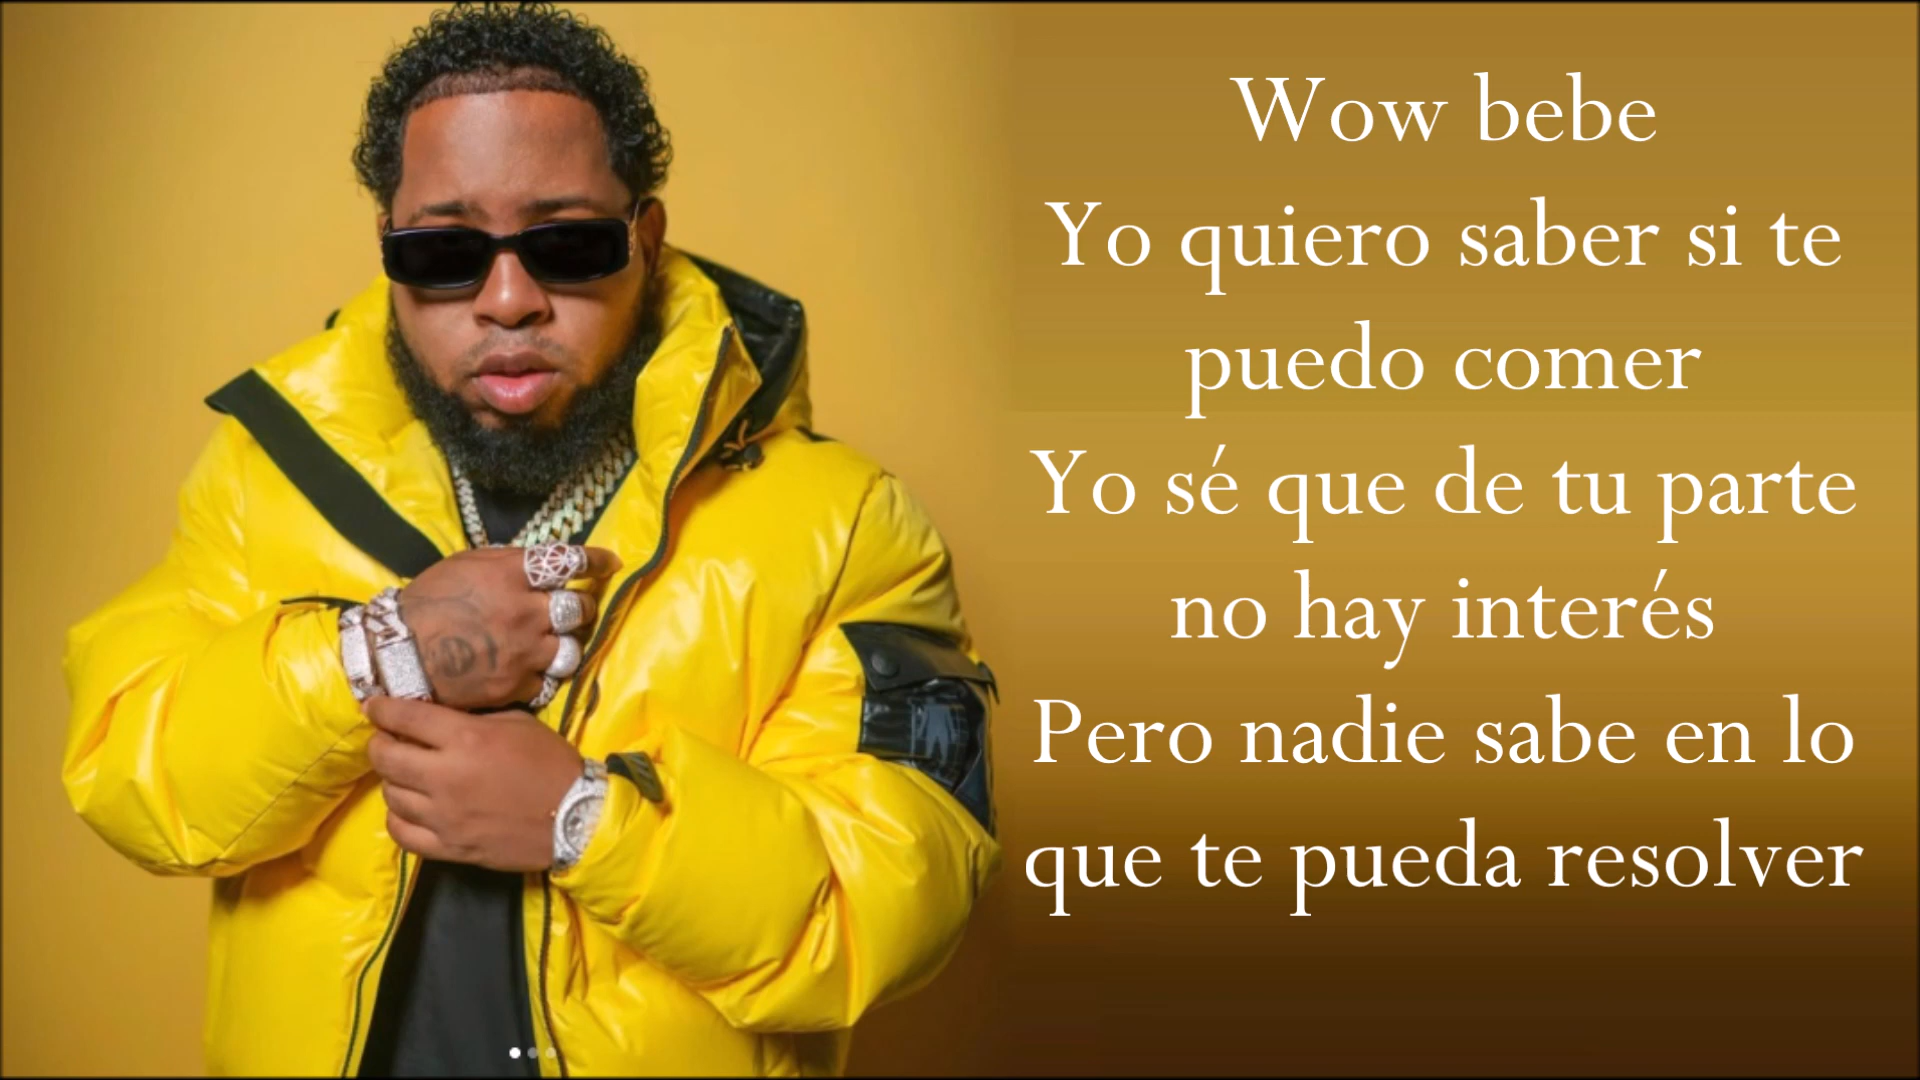 Wow bebe
Yo quiero saber si te
puedo comer
Yo sé que de tu parte
no hay interés
Pero nadie sabe en lo
que te pueda resolver